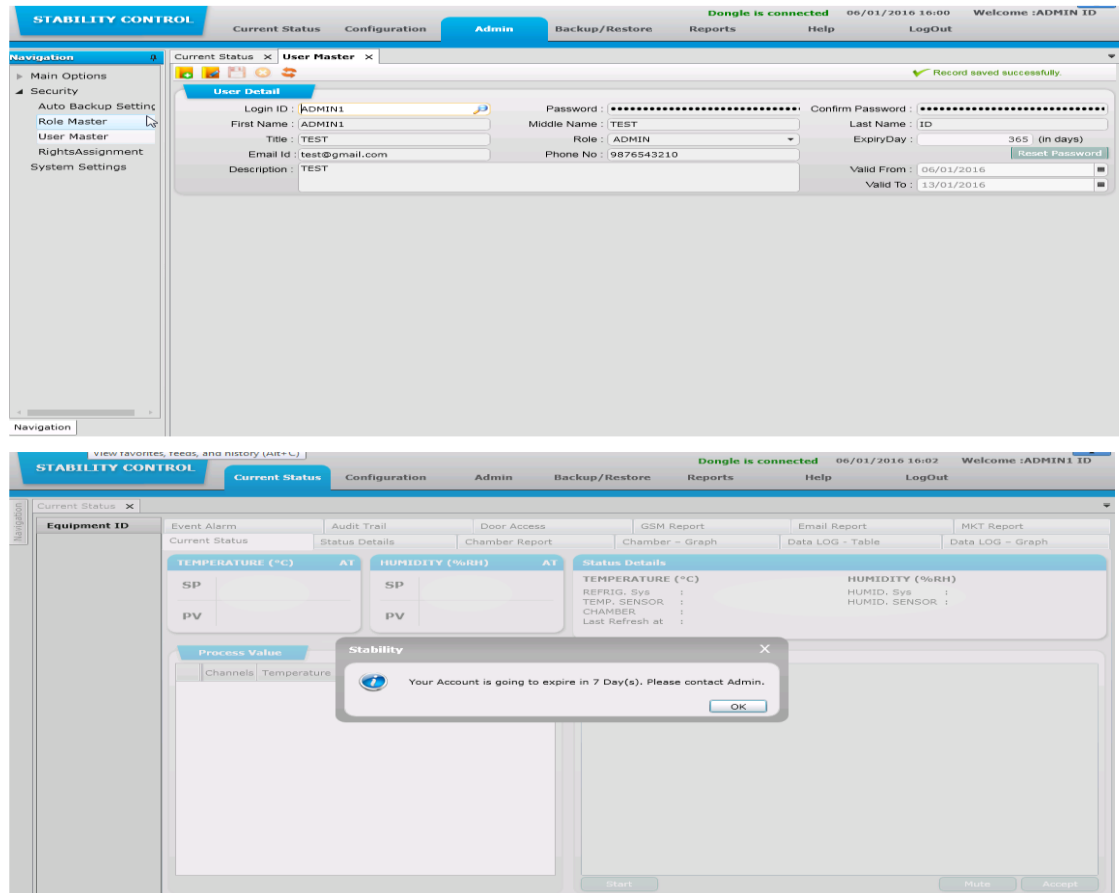 STABILITY CONTROL
Dongle is connected 06/01/2016 16:00 Welcome :ADMIN ID
Current Status Configuration Admin Backup/Restore Reports Help LogOut
Navigation
Current Status X User Master X
Main Options
Record saved successfully.
Security
User Detail
Auto Backup Setting
Login ID : ADMIN1 Password : •••••••••••••••••••••••••• Confirm Password : ••••••••••••••••••••••••••
Role Master
First Name : ADMIN1 Middle Name : TEST Last Name : ID
User Master
Title : TEST Role : ADMIN ExpiryDay : 365 (in days)
RightsAssignment
Email Id : test@gmail.com Phone No : 9876543210 Reset Password
System Settings
Description : TEST Valid From : 06/01/2016
Valid To : 13/01/2016
Navigation
View favorites, feeds, and history (Alt+C)
STABILITY CONTROL
Dongle is connected 06/01/2016 16:02 Welcome :ADMIN1 ID
Current Status Configuration Admin Backup/Restore Reports Help LogOut
Navigation
Current Status X
Equipment ID
Event Alarm Audit Trail Door Access GSM Report Email Report MKT Report
Current Status Status Details Chamber Report Chamber - Graph Data LOG - Table Data LOG - Graph
TEMPERATURE (°C) AT HUMIDITY (%RH) AT Status Details
SP SP
TEMPERATURE (°C) HUMIDITY (%RH)
REFRIG. Sys : HUMID. Sys :
TEMP. SENSOR : HUMID. SENSOR :
PV PV
CHAMBER :
Last Refresh at :
Process Value
Stability X
Channels Temperature
Your Account is going to expire in 7 Day(s). Please contact Admin.
OK
Start Mute Accept